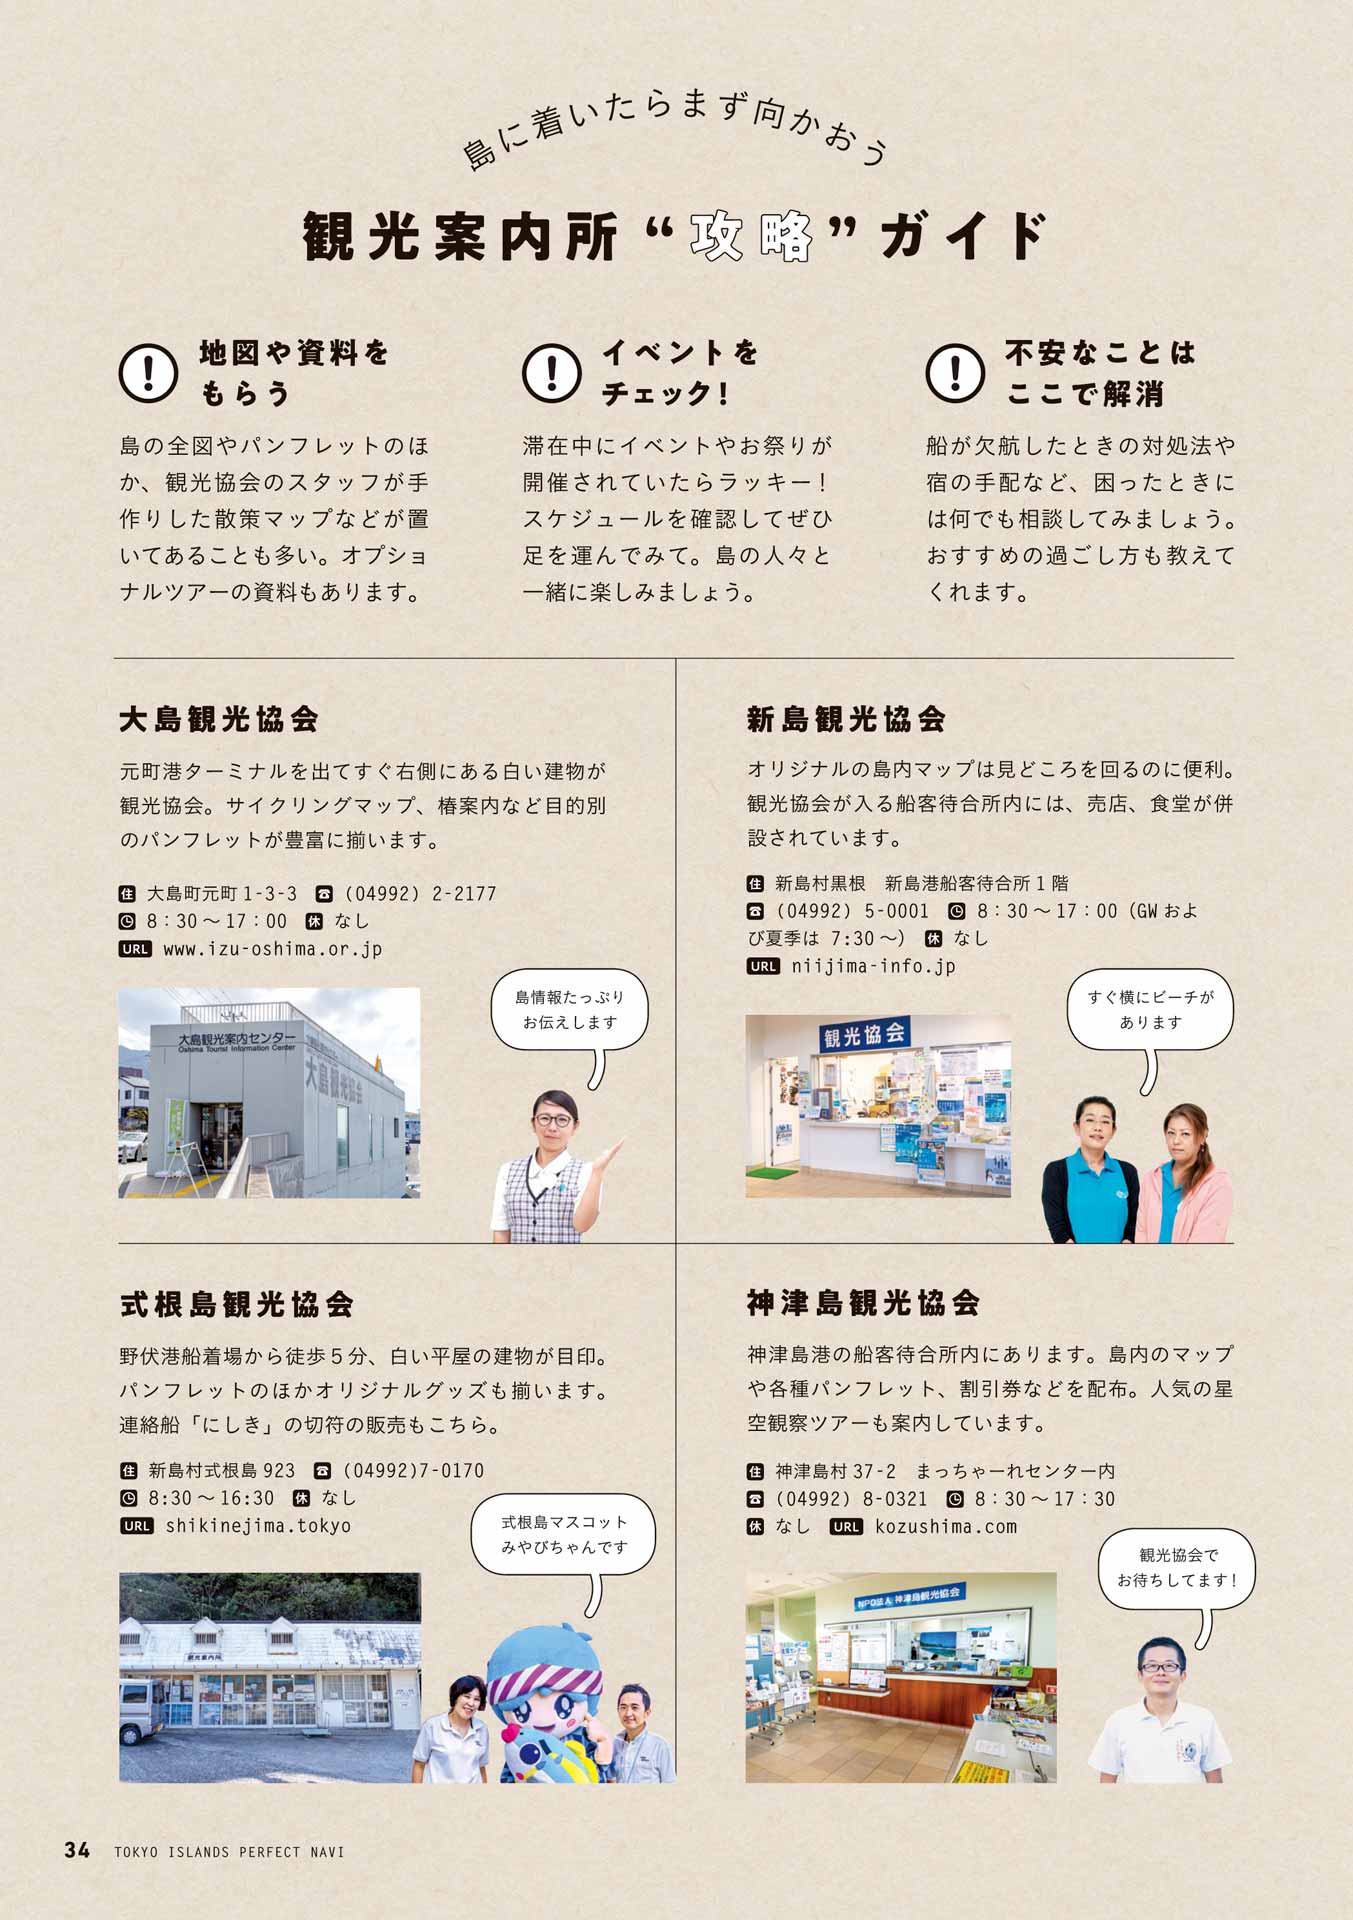 島に着いたらまず向かおう
観光案内所“攻略”ガイド
地図や資料を
もらう
島の全図やパンフレットのほ
か、観光協会のスタッフが手
作りした散策マップなどが置
いてあることも多い。オプショ
ナルツアーの資料もあります。
イベントを
チェック！
滞在中にイベントやお祭りが
開催されていたらラッキー！
スケジュールを確認してぜひ
足を運んでみて。島の人々と
一緒に楽しみましょう。
不安なことは
ここで解消
船が欠航したときの対処法や
宿の手配など、困ったときに
は何でも相談してみましょう。
おすすめの過ごし方も教えて
くれます。
大島観光協会
元町港ターミナルを出てすぐ右側にある白い建物が
観光協会。サイクリングマップ、椿案内など目的別
のパンフレットが豊富に揃います。
住 大島町元町1-3-3 ☎ (04992) 2-2177
8：30～17：00 休 なし
URL www.izu-oshima.or.jp
島情報たっぷり
お伝えします
大島観光案内センター
Oshima Tourist Information Center
大島観光協会
新島観光協会
オリジナルの島内マップは見どころを回るのに便利。
観光協会が入る船客待合所内には、売店、食堂が併
設されています。
住 新島村黒根　新島港船客待合所1階
☎ (04992) 5-0001 8：30～17：00（GWおよ
び夏季は 7:30～） 休 なし
URL niijima-info.jp
すぐ横にビーチが
あります
観光協会
式根島観光協会
野伏港船着場から徒歩5分、白い平屋の建物が目印。
パンフレットのほかオリジナルグッズも揃います。
連絡船「にしき」の切符の販売もこちら。
住 新島村式根島923 ☎ (04992)7-0170
8:30～16:30 休 なし
URL shikinejima.tokyo
式根島マスコット
みやびちゃんです
観光案内所
神津島観光協会
神津島港の船客待合所内にあります。島内のマップ
や各種パンフレット、割引券などを配布。人気の星
空観察ツアーも案内しています。
住 神津島村37-2　まっちゃーれセンター内
☎ (04992) 8-0321 8：30～17：30
休 なし URL kozushima.com
観光協会で
お待ちしてます！
NPO法人 神津島観光協会
34 TOKYO ISLANDS PERFECT NAVI